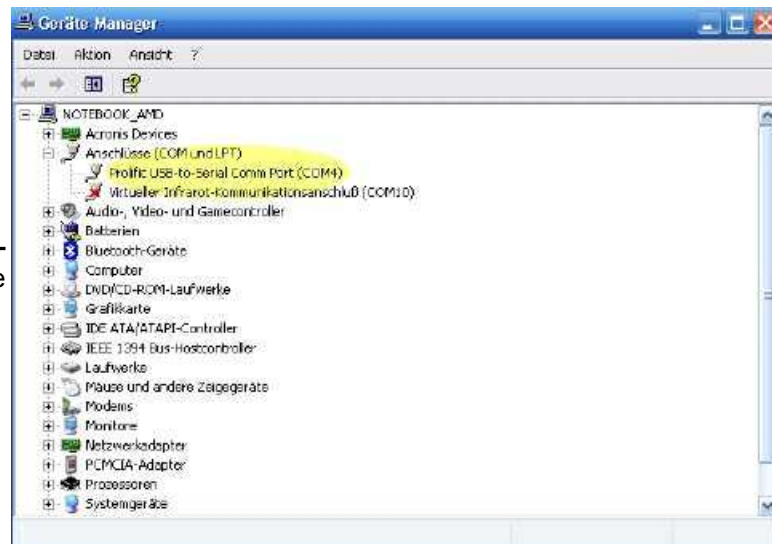 Geräte Manager
Datei Aktion Ansicht ?
NOTEBOOK_AMD
Acronis Devices
Anschlüsse (COM und LPT)
Prolific USB-to-Serial Comm Port (COM4)
Virtueller Infrarot-Kommunikationsanschluß (COM10)
Audio-, Video- und Gamecontroller
Batterien
Bluetooth-Geräte
e
Computer
DVD/CD-ROM-Laufwerke
Grafikkarte
IDE ATA/ATAPI-Controller
IEEE 1394 Bus-Hostcontroller
Laufwerke
Mäuse und andere Zeigegeräte
Modems
Monitore
Netzwerkadapter
PCMCIA-Adapter
Prozessoren
Systemgeräte